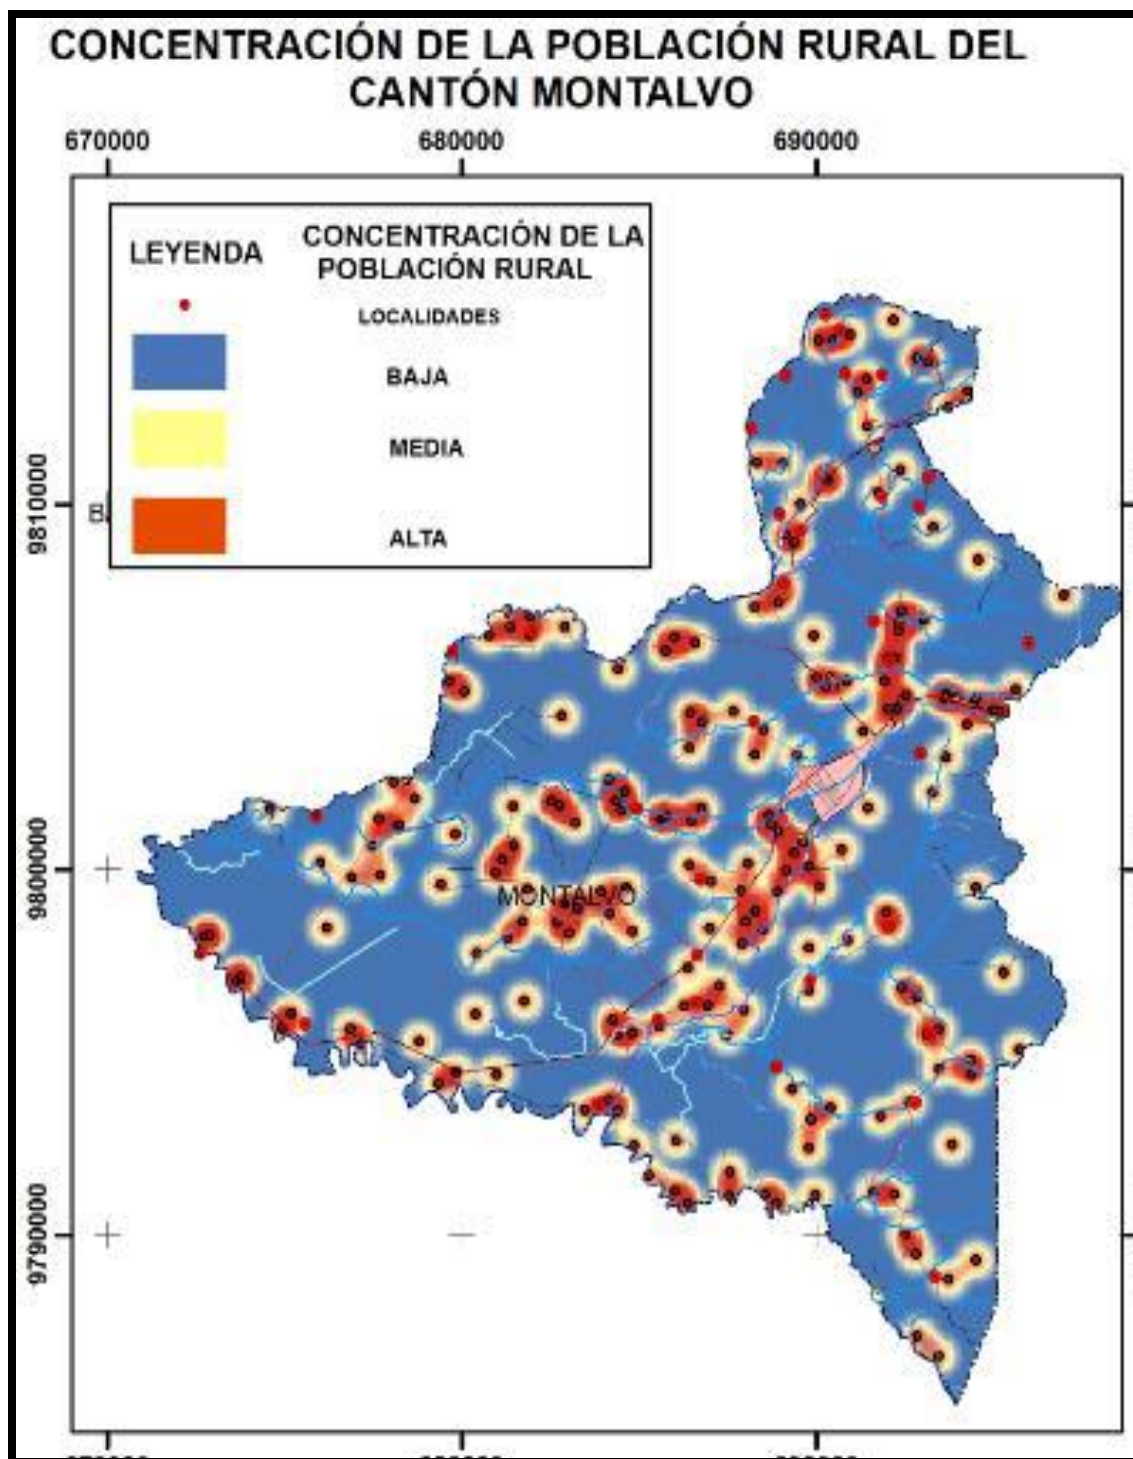 CONCENTRACIÓN DE LA POBLACIÓN RURAL DEL
CANTÓN MONTALVO
670000 680000 690000
LEYENDA
CONCENTRACIÓN DE LA
POBLACIÓN RURAL
LOCALIDADES
BAJA
MEDIA
ALTA
9810000
9800000
9790000
MONTALVO